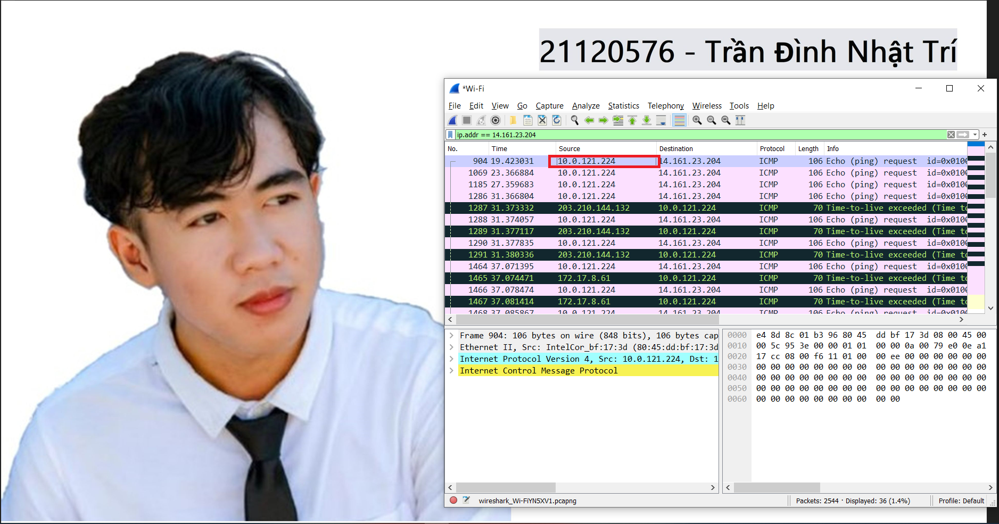 21120576 - Trần Đình Nhật Trí
*Wi-Fi
File Edit View Go Capture Analyze Statistics Telephony Wireless Tools Help
ip.addr == 14.161.23.204
No. Time Source Destination Protocol Length Info
904 19.423031 10.0.121.224 14.161.23.204 ICMP 106 Echo (ping) request id=0x0100
1069 23.366884 10.0.121.224 14.161.23.204 ICMP 106 Echo (ping) request id=0x0100
1185 27.359683 10.0.121.224 14.161.23.204 ICMP 106 Echo (ping) request id=0x0100
1286 31.366804 10.0.121.224 14.161.23.204 ICMP 106 Echo (ping) request id=0x0100
1287 31.373332 203.210.144.132 10.0.121.224 ICMP 70 Time-to-live exceeded (Time to
1288 31.374057 10.0.121.224 14.161.23.204 ICMP 106 Echo (ping) request id=0x0100
1289 31.377117 203.210.144.132 10.0.121.224 ICMP 70 Time-to-live exceeded (Time to
1290 31.377835 10.0.121.224 14.161.23.204 ICMP 106 Echo (ping) request id=0x0100
1291 31.380336 203.210.144.132 10.0.121.224 ICMP 70 Time-to-live exceeded (Time to
1464 37.071395 10.0.121.224 14.161.23.204 ICMP 106 Echo (ping) request id=0x0100
1465 37.074471 172.17.8.61 10.0.121.224 ICMP 70 Time-to-live exceeded (Time to
1466 37.078474 10.0.121.224 14.161.23.204 ICMP 106 Echo (ping) request id=0x0100
1467 37.081414 172.17.8.61 10.0.121.224 ICMP 70 Time-to-live exceeded (Time to
1468 37.085867 10.0.121.224 14.161.23.204 ICMP 106 Echo (ping) request id=0x0100
Frame 904: 106 bytes on wire (848 bits), 106 bytes cap
Ethernet II, Src: IntelCor_bf:17:3d (80:45:dd:bf:17:3d
Internet Protocol Version 4, Src: 10.0.121.224, Dst: 1
Internet Control Message Protocol
0000 e4 8d 8c 01 b3 96 80 45 dd bf 17 3d 08 00 45 00
0010 00 5c 95 3e 00 00 01 01 00 00 0a 00 79 e0 0e a1
0020 17 cc 08 00 f6 11 01 00 00 ee 00 00 00 00 00 00
0030 00 00 00 00 00 00 00 00 00 00 00 00 00 00 00 00
0040 00 00 00 00 00 00 00 00 00 00 00 00 00 00 00 00
0050 00 00 00 00 00 00 00 00 00 00 00 00 00 00 00 00
0060 00 00 00 00 00 00 00 00 00 00
wireshark_Wi-FiYN5XV1.pcapng Packets: 2544 · Displayed: 36 (1.4%) Profile: Default